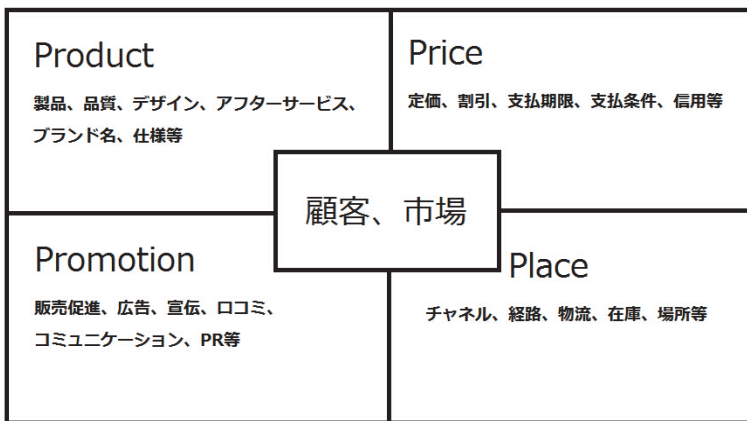 Product
製品、品質、デザイン、アフターサービス、
ブランド名、仕様等
Price
定価、割引、支払期限、支払条件、信用等
顧客、市場
Promotion
販売促進、広告、宣伝、口コミ、
コミュニケーション、PR等
Place
チャネル、経路、物流、在庫、場所等